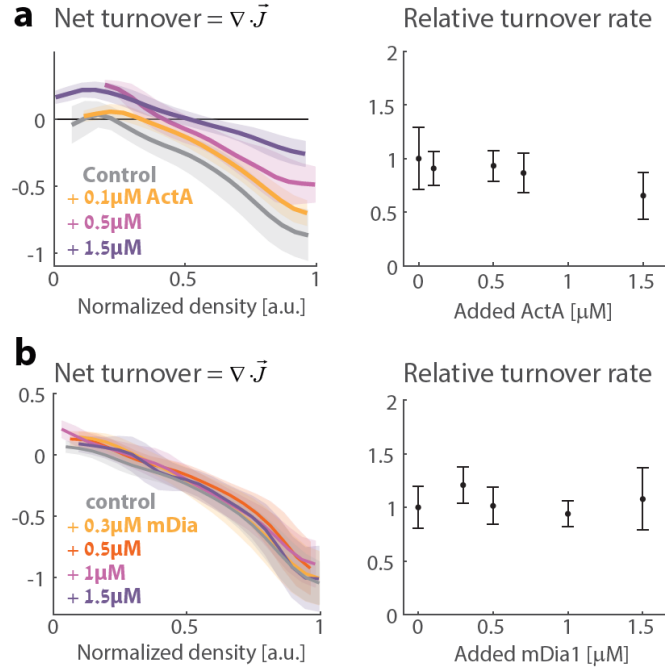 a
Net turnover = ∇·J⃗
0
-0.5
-1
Control
+ 0.1µM ActA
+ 0.5µM
+ 1.5µM
0
0.5
1
Normalized density [a.u.]
Relative turnover rate
2
1.5
1
0.5
0
0
0.5
1
1.5
Added ActA [µM]
b
Net turnover = ∇·J⃗
0.5
0
-0.5
-1
control
+ 0.3µM mDia
+ 0.5µM
+ 1µM
+ 1.5µM
0
0.5
1
Normalized density [a.u.]
Relative turnover rate
2
1.5
1
0.5
0
0
0.5
1
1.5
Added mDia1 [µM]